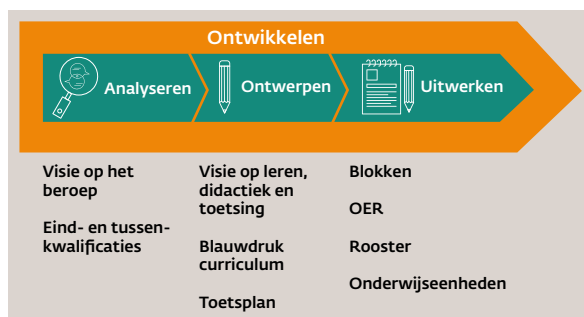 Ontwikkelen
Analyseren
Ontwerpen
Uitwerken
Visie op het
beroep
Eind- en tussen-
kwalificaties
Visie op leren,
didactiek en
toetsing
Blauwdruk
curriculum
Toetsplan
Blokken
OER
Rooster
Onderwijseenheden